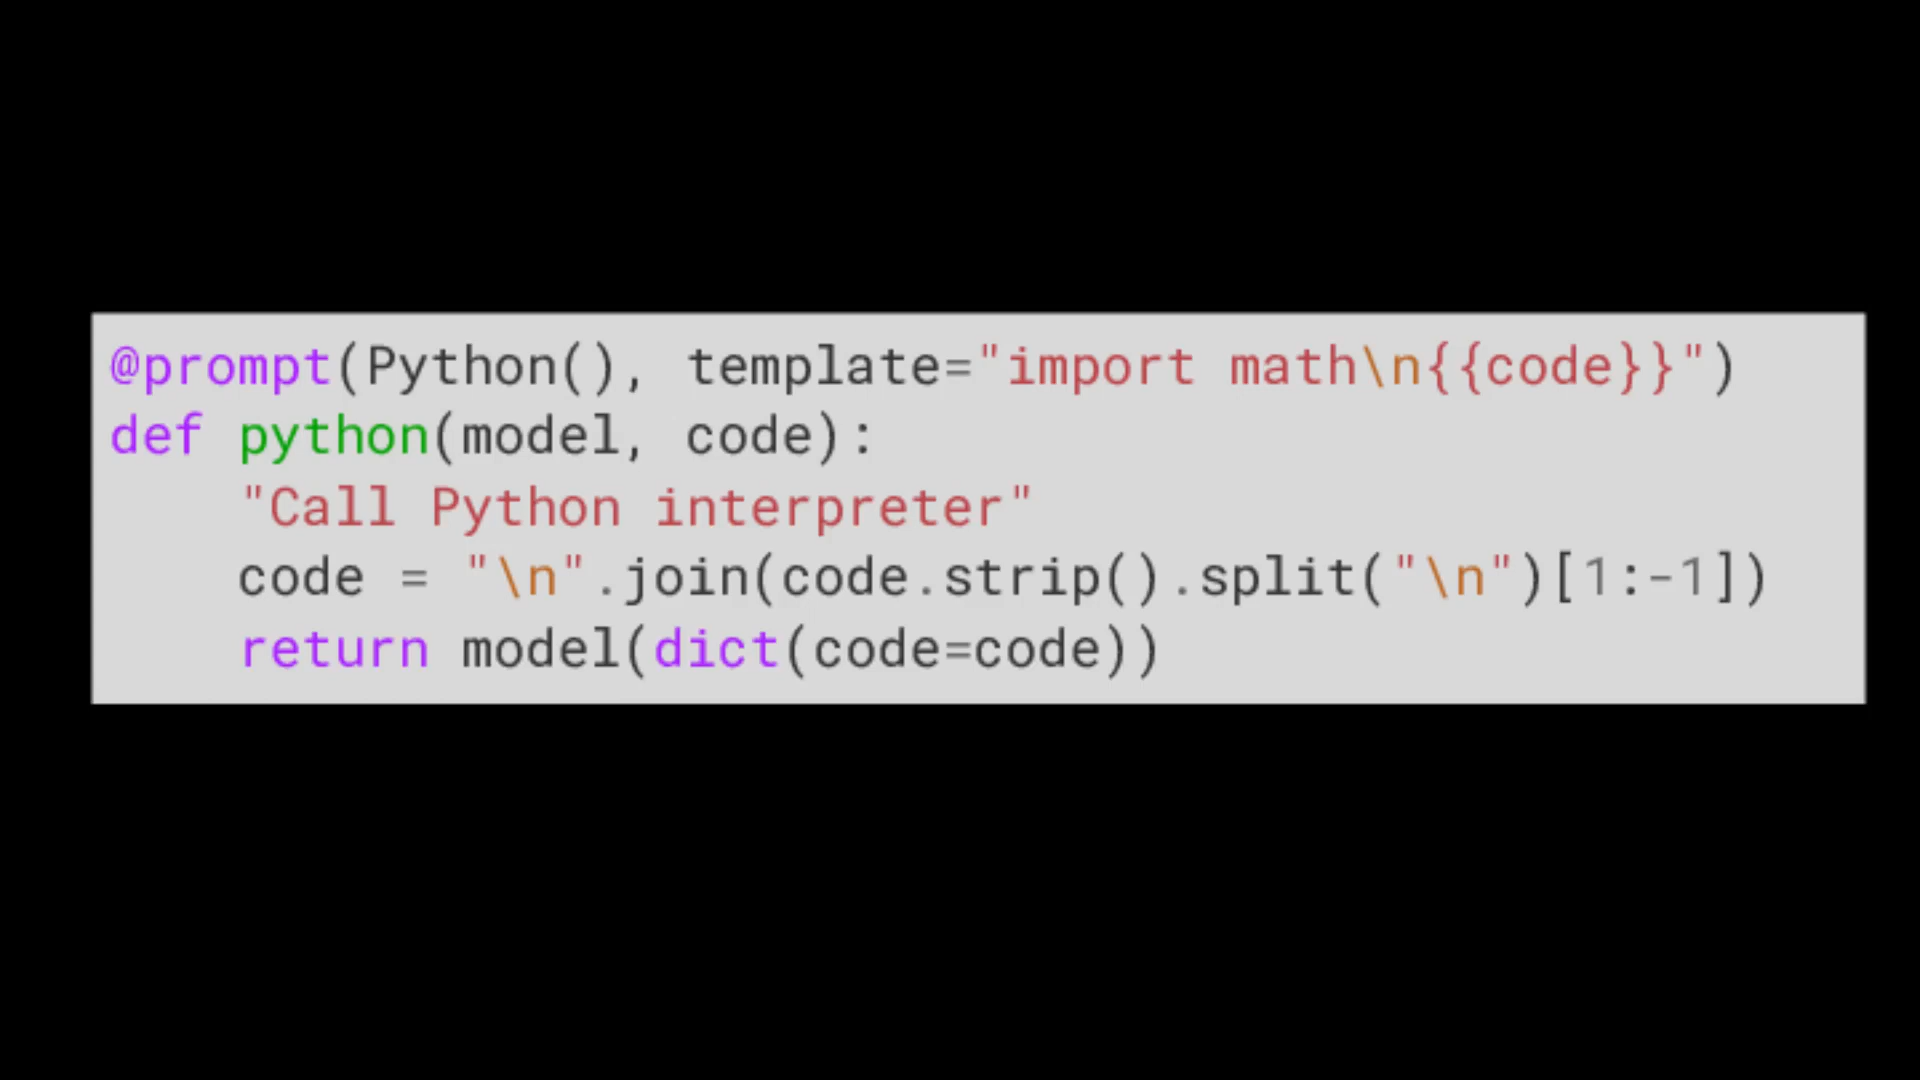 @prompt(Python(), template="import math\n{{code}}")
def python(model, code):
    "Call Python interpreter"
    code = "\n".join(code.strip().split("\n")[1:-1])
    return model(dict(code=code))